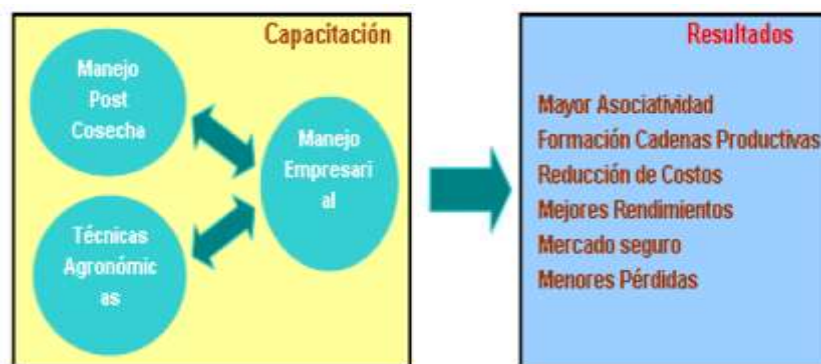 Capacitación
Manejo
Post
Cosecha
Manejo
Empresari
al
Técnicas
Agronómic
as
Resultados
Mayor Asociatividad
Formación Cadenas Productivas
Reducción de Costos
Mejores Rendimientos
Mercado seguro
Menores Pérdidas